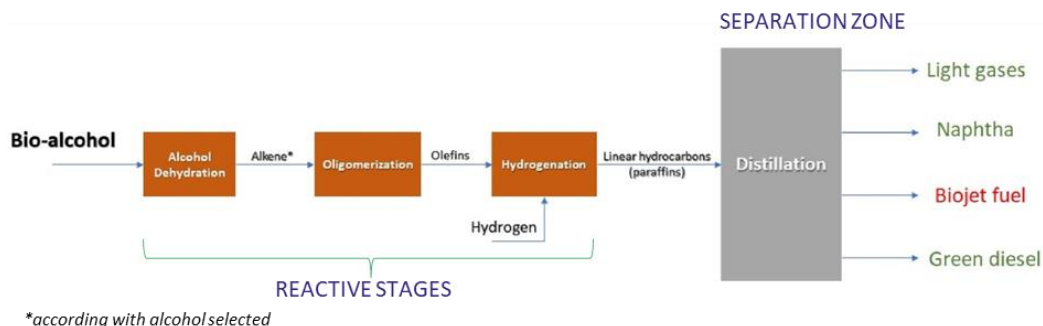 SEPARATION ZONE
Light gases
Bio-alcohol
Alcohol
Dehydration
Alkene*
Oligomerization
Olefins
Hydrogenation
Linear hydrocarbons
(paraffins)
Distillation
Naphtha
Biojet fuel
Hydrogen
Green diesel
REACTIVE STAGES
*according with alcohol selected